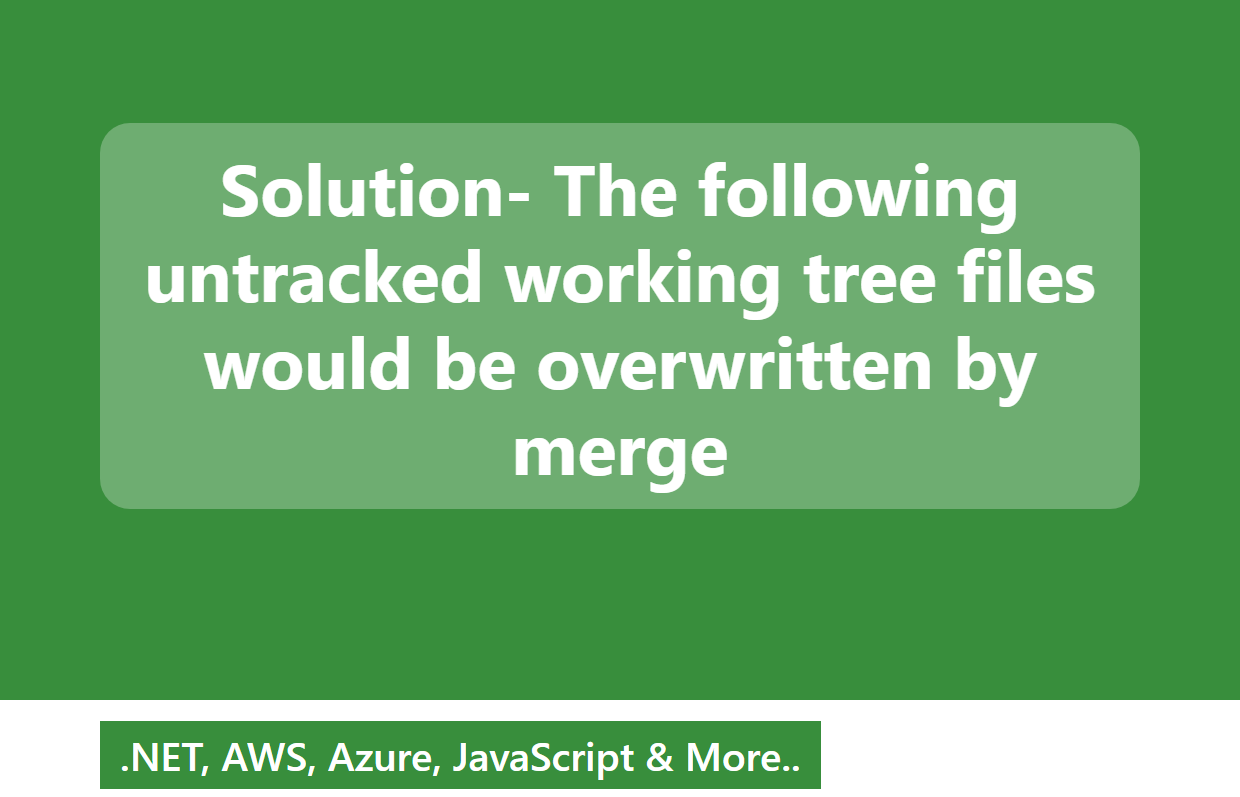 Solution- The following
untracked working tree files
would be overwritten by
merge
.NET, AWS, Azure, JavaScript & More..